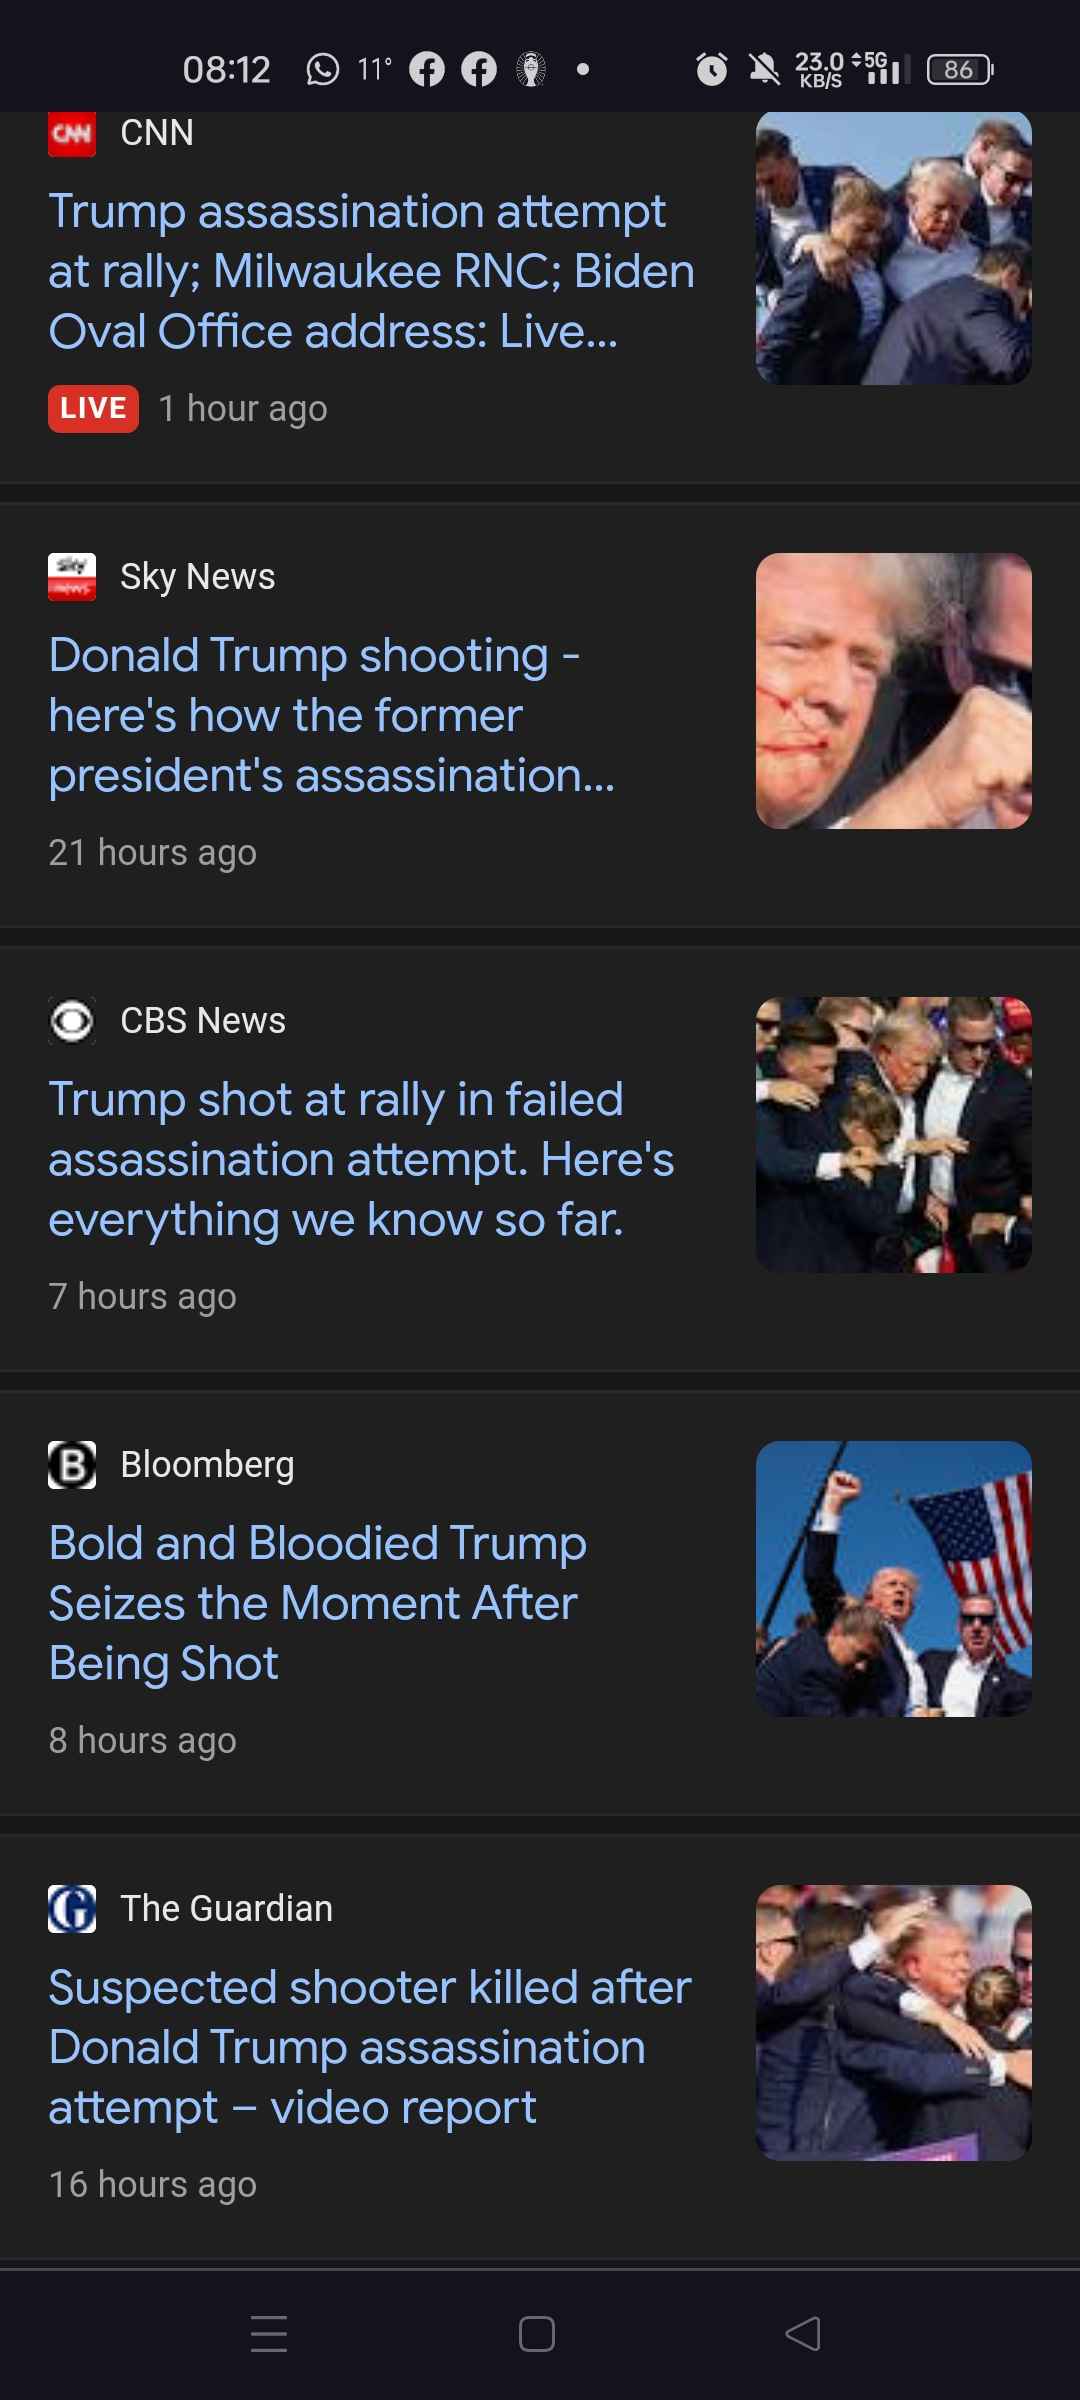 08:12 11° 23.0 KB/S 5G 86
CNN
Trump assassination attempt
at rally; Milwaukee RNC; Biden
Oval Office address: Live...
LIVE 1 hour ago
sky news Sky News
Donald Trump shooting -
here's how the former
president's assassination...
21 hours ago
CBS News
Trump shot at rally in failed
assassination attempt. Here's
everything we know so far.
7 hours ago
B Bloomberg
Bold and Bloodied Trump
Seizes the Moment After
Being Shot
8 hours ago
G The Guardian
Suspected shooter killed after
Donald Trump assassination
attempt – video report
16 hours ago